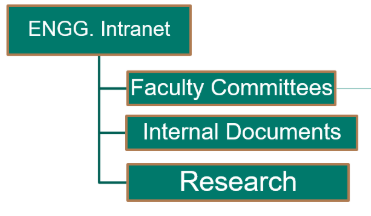 ENGG. Intranet
Faculty Committees
Internal Documents
Research